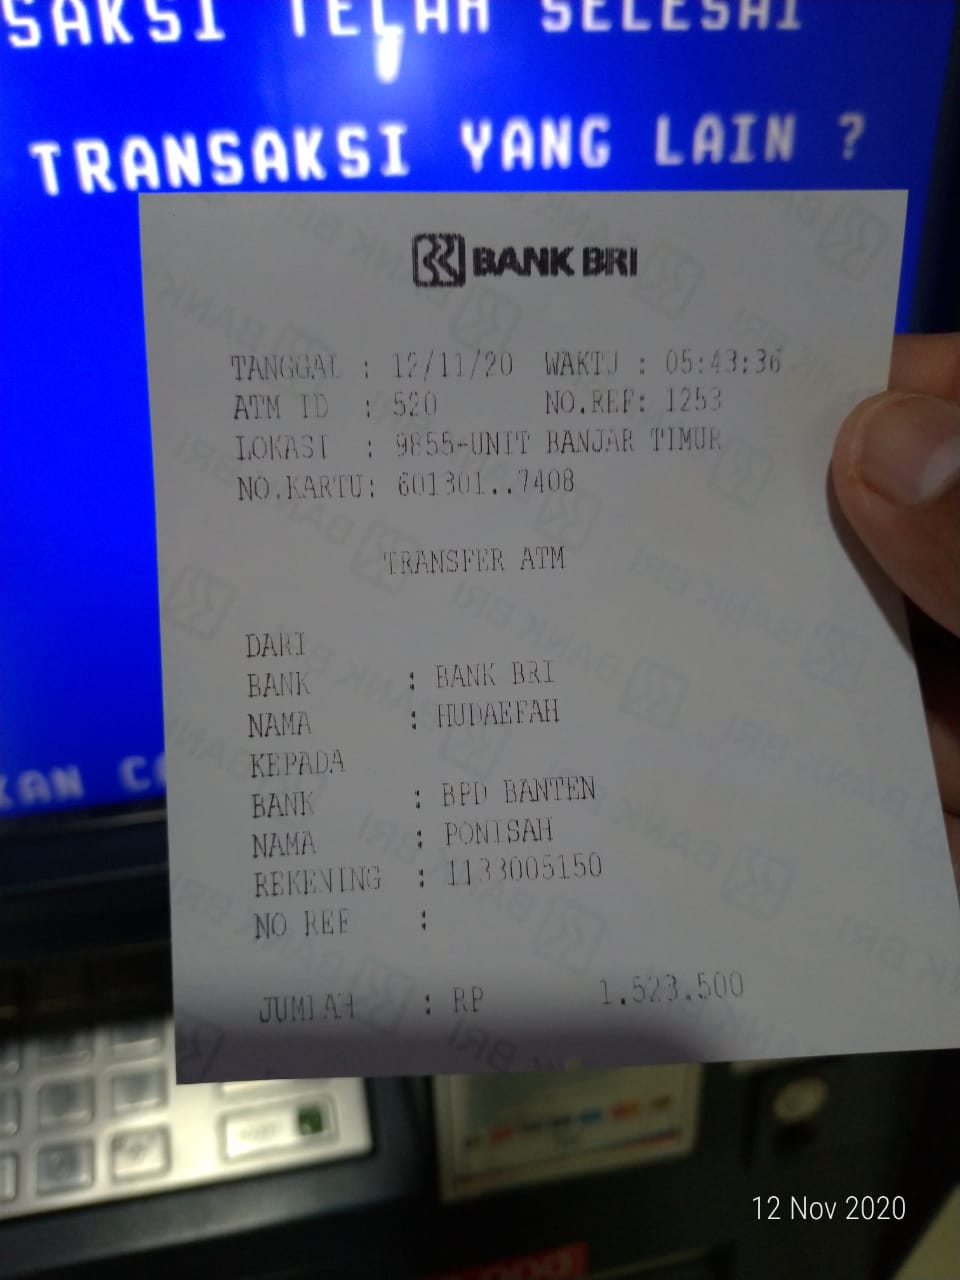 SAKSI TELAH SELESAI
TRANSAKSI YANG LAIN ?
BANK BRI
TANGGAL : 12/11/20 WAKTU : 05:43:36
ATM ID : 520 NO.REF: 1253
LOKASI : 9855-UNIT BANJAR TIMUR
NO.KARTU: 601301..7408
TRANSFER ATM
DARI
BANK : BANK BRI
NAMA : HUDAEFAH
KEPADA
BANK : BPD BANTEN
NAMA : PONISAH
REKENING : 1133005150
NO REF :
JUMLAH : RP 1.523.500
12 Nov 2020